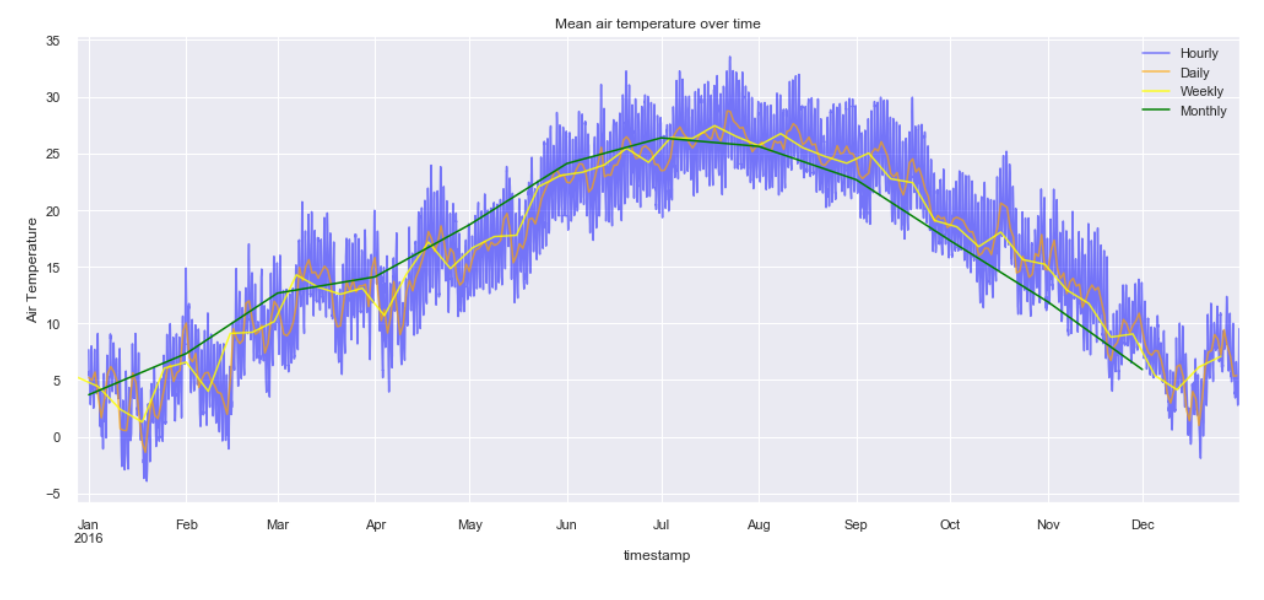 Mean air temperature over time
35
30
25
20
15
10
5
0
−5
Air Temperature
Hourly
Daily
Weekly
Monthly
Jan Feb Mar Apr May Jun Jul Aug Sep Oct Nov Dec
2016
timestamp